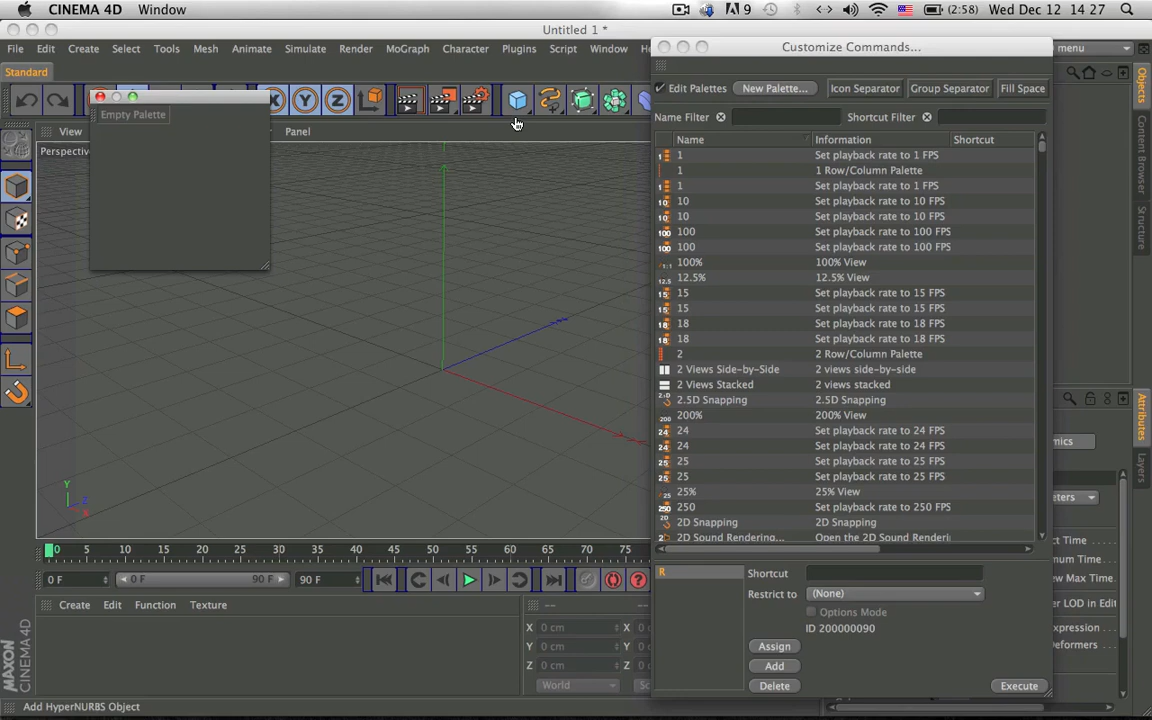 CINEMA 4D Window
9 (2:58) Wed Dec 12 14:27
Untitled 1 *
File Edit Create Select Tools Mesh Animate Simulate Render MoGraph Character Plugins Script Window
menu
Standard
Customize Commands...
Edit Palettes New Palette... Icon Separator Group Separator Fill Space
Name Filter Shortcut Filter
Name Information Shortcut
1 Set playback rate to 1 FPS
1 1 Row/Column Palette
1 Set playback rate to 1 FPS
10 Set playback rate to 10 FPS
10 Set playback rate to 10 FPS
100 Set playback rate to 100 FPS
100 Set playback rate to 100 FPS
100% 100% View
12.5% 12.5% View
15 Set playback rate to 15 FPS
15 Set playback rate to 15 FPS
18 Set playback rate to 18 FPS
18 Set playback rate to 18 FPS
2 2 Row/Column Palette
2 Views Side-by-Side 2 views side-by-side
2 Views Stacked 2 views stacked
2.5D Snapping 2.5D Snapping
200% 200% View
24 Set playback rate to 24 FPS
24 Set playback rate to 24 FPS
25 Set playback rate to 25 FPS
25 Set playback rate to 25 FPS
25% 25% View
250 Set playback rate to 250 FPS
2D Snapping 2D Snapping
2D Sound Rendering... Open the 2D Sound Renderi
R
Shortcut
Restrict to (None)
Options Mode
ID 200000090
Assign
Add
Delete
Execute
Empty Palette
View Panel
Perspectiv
X Y Z
Y
Z
X
0 5 10 15 20 25 30 35 40 45 50 55 60 65 70 75
0 F 0 F 90 F 90 F
Create Edit Function Texture
-- --
X 0 cm X
Y 0 cm Y
Z 0 cm Z
World Sc
MAXON
CINEMA 4D
Add HyperNURBS Object
Objects
Content Browser
Structure
Attributes
Layers
mics
eters
ct Time
mum Time
ew Max Time
er LOD in Edit
xpression
Deformers